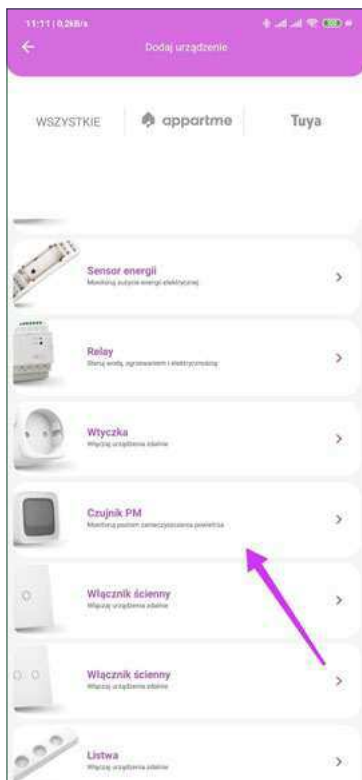 11:11 | 0,2kB/s
Dodaj urządzenie
WSZYSTKIE
appartme
Tuya
Sensor energii
Monitoruj zużycie energii elektrycznej
Relay
Steruj wodą, ogrzewaniem i elektrycznością
Wtyczka
Włączaj urządzenia zdalnie
Czujnik PM
Monitoruj poziom zanieczyszczenia powietrza
Włącznik ścienny
Włączaj urządzenia zdalnie
Włącznik ścienny
Włączaj urządzenia zdalnie
Listwa
Włączaj urządzenia zdalnie